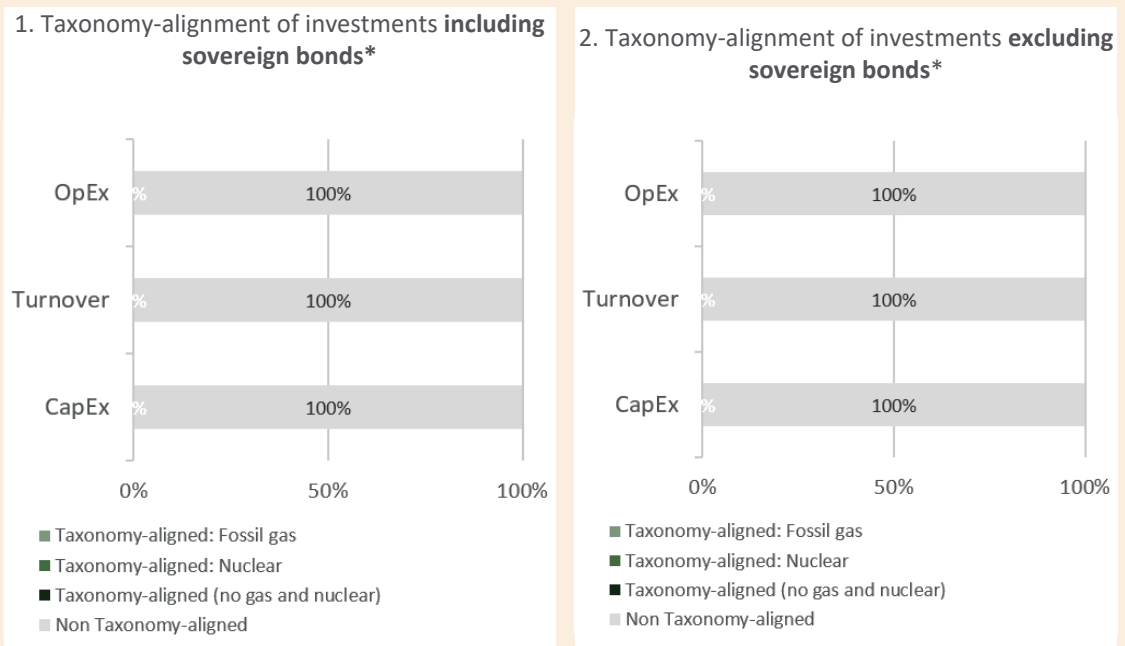 1. Taxonomy-alignment of investments including
sovereign bonds*
OpEx
%
100%
Turnover
%
100%
CapEx
%
100%
0%
50%
100%
Taxonomy-aligned: Fossil gas
Taxonomy-aligned: Nuclear
Taxonomy-aligned (no gas and nuclear)
Non Taxonomy-aligned
2. Taxonomy-alignment of investments excluding
sovereign bonds*
OpEx
%
100%
Turnover
%
100%
CapEx
%
100%
0%
50%
100%
Taxonomy-aligned: Fossil gas
Taxonomy-aligned: Nuclear
Taxonomy-aligned (no gas and nuclear)
Non Taxonomy-aligned